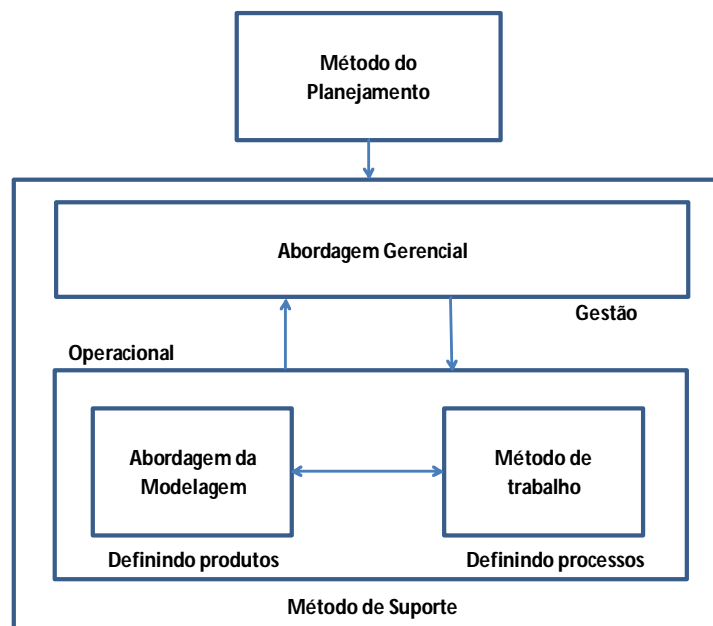 Método do
Planejamento
Abordagem Gerencial
Gestão
Operacional
Abordagem da
Modelagem
Método de
trabalho
Definindo produtos
Definindo processos
Método de Suporte